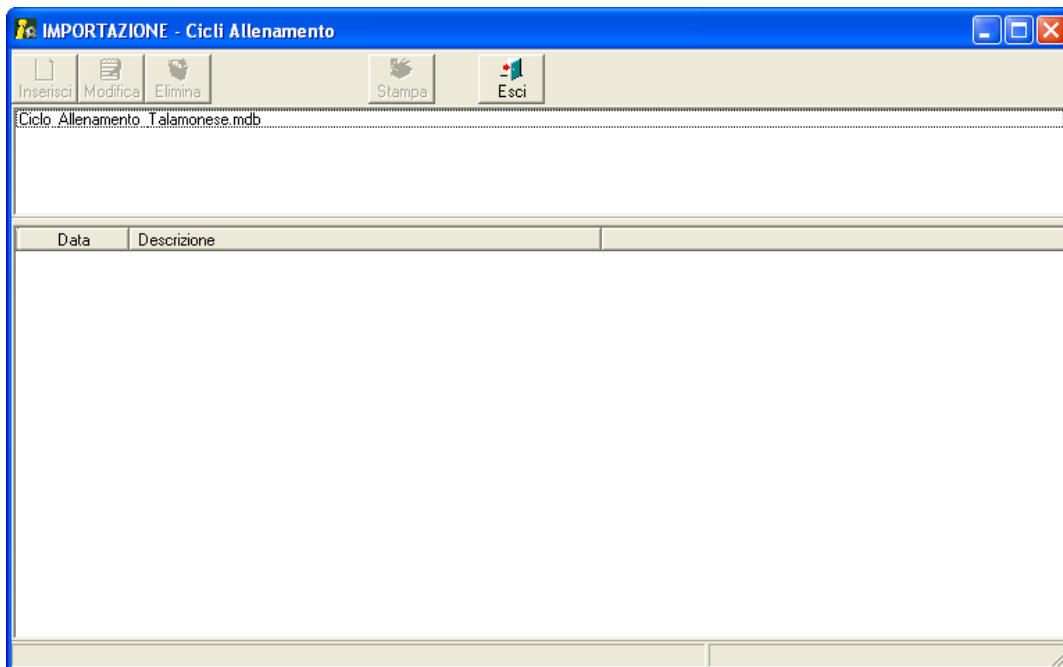 IMPORTAZIONE - Cicli Allenamento
Inserisci Modifica Elimina Stampa Esci
Ciclo_Allenamento_Talamonese.mdb
Data Descrizione